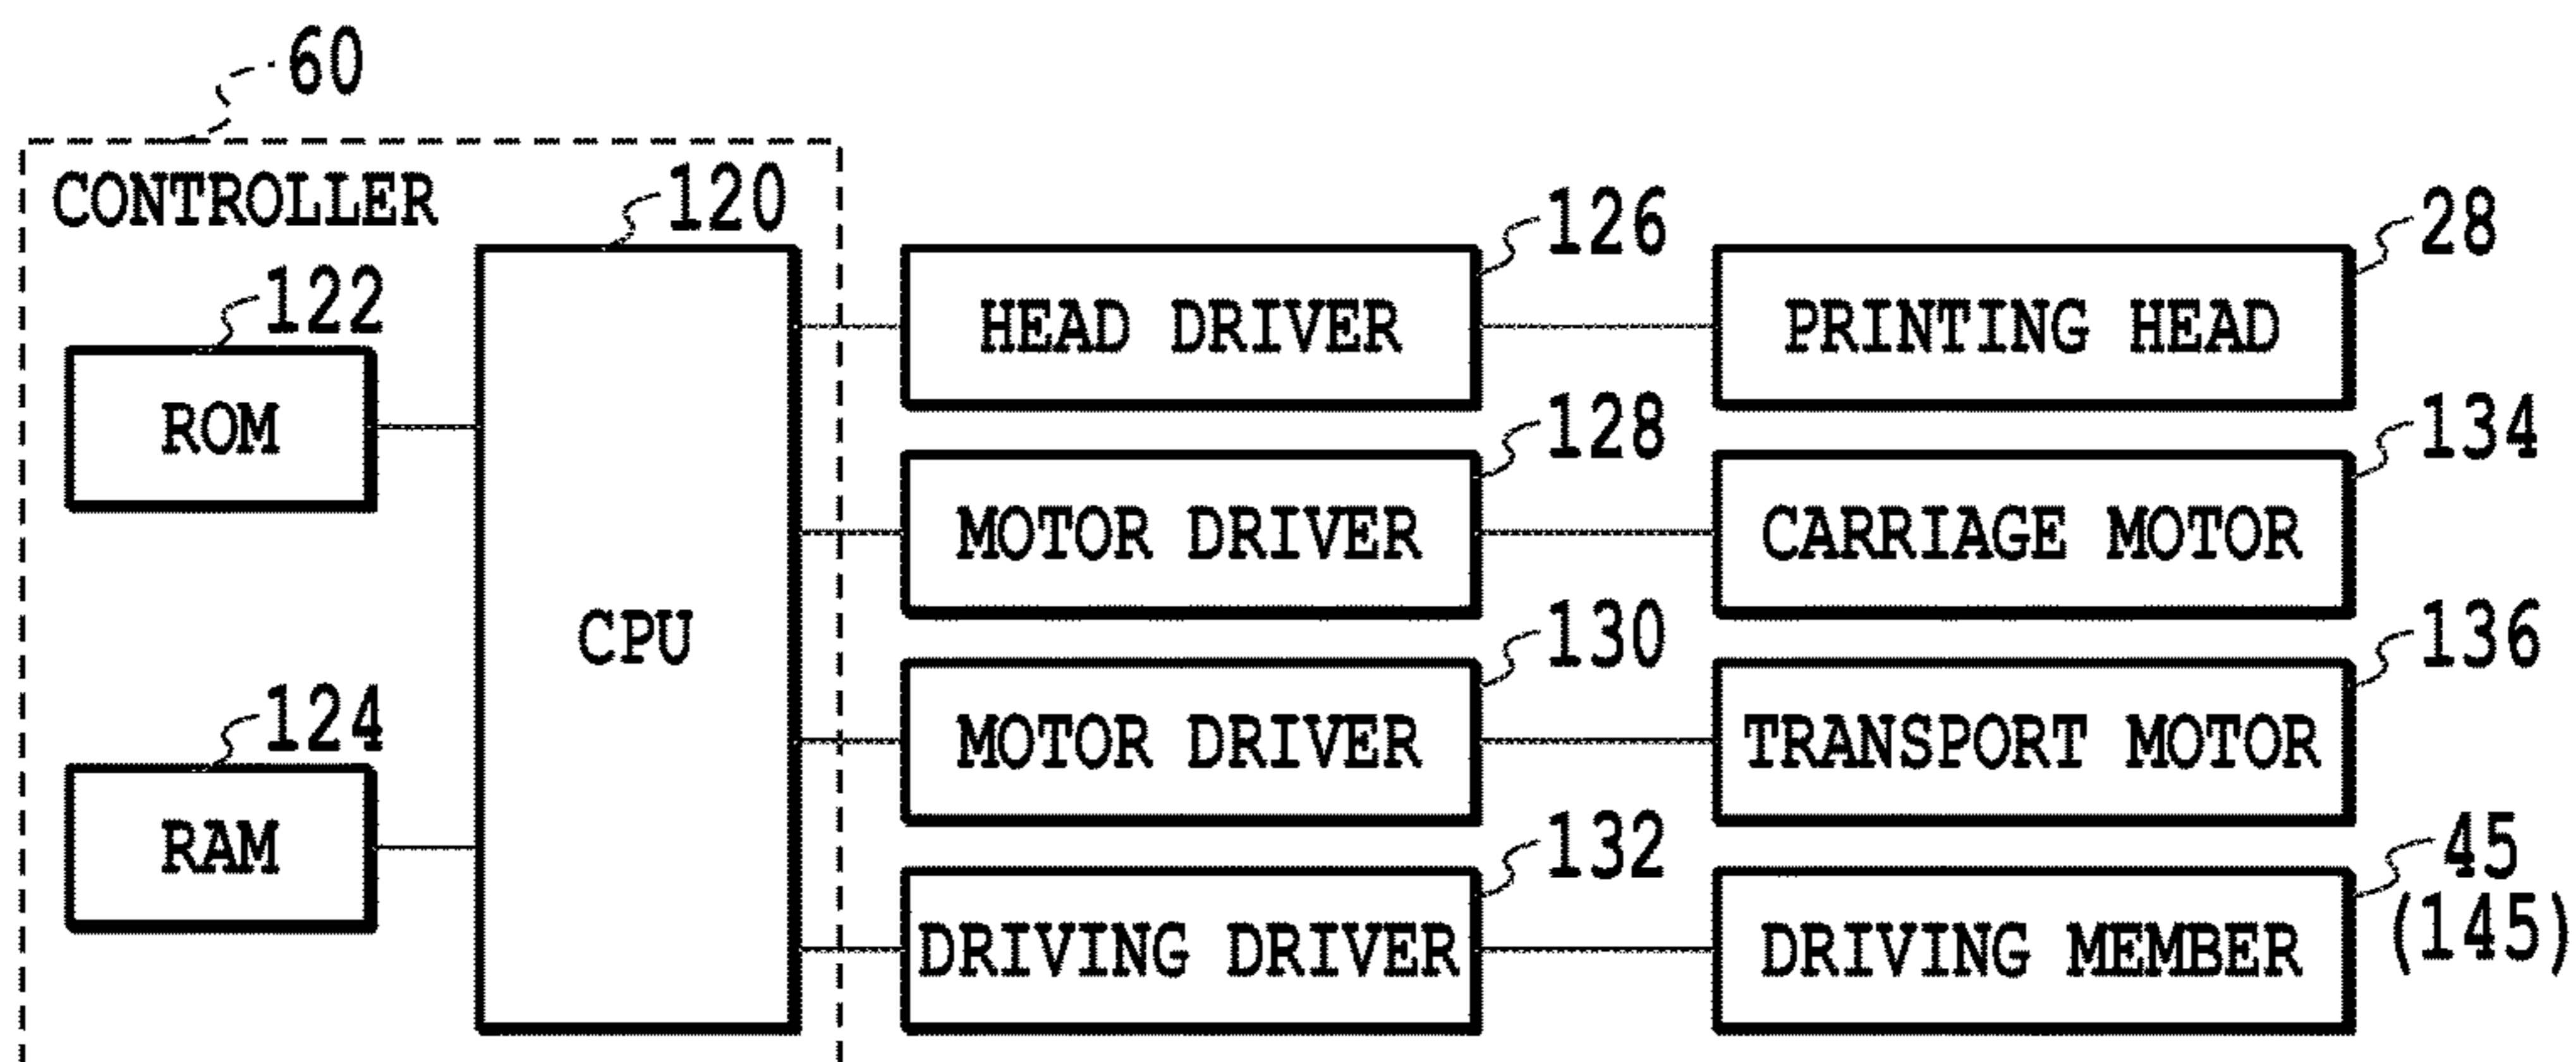 60
CONTROLLER
120
122
ROM
CPU
124
RAM
126
HEAD DRIVER
28
PRINTING HEAD
128
MOTOR DRIVER
134
CARRIAGE MOTOR
130
MOTOR DRIVER
136
TRANSPORT MOTOR
132
DRIVING DRIVER
45
(145)
DRIVING MEMBER